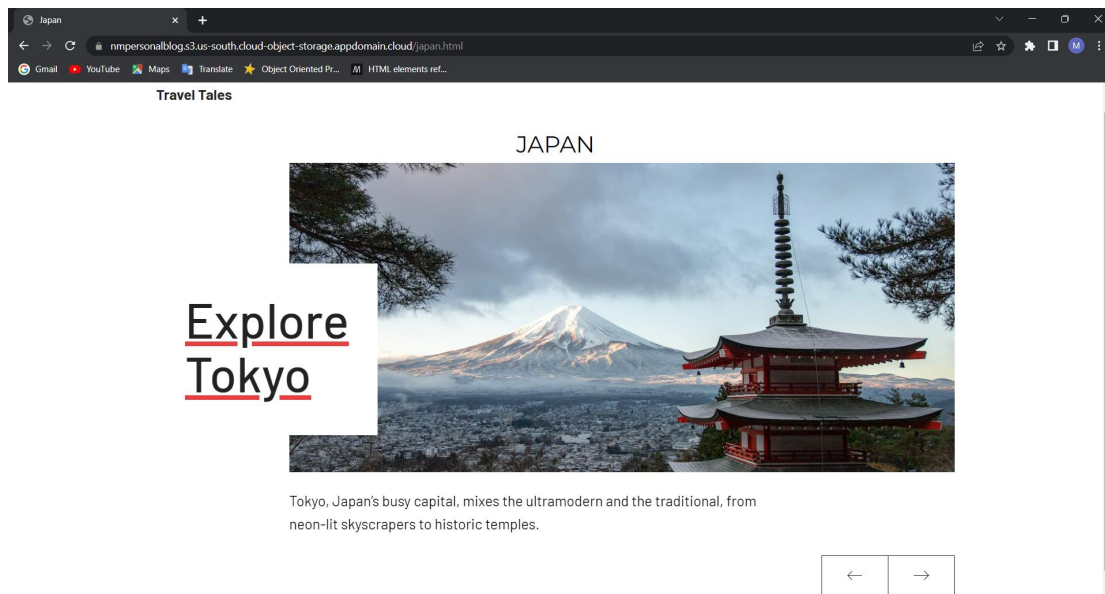 Japan
nmpersonalblog.s3.us-south.cloud-object-storage.appdomain.cloud/japan.html
M
Gmail
YouTube
Maps
Translate
Object Oriented Pr...
HTML elements ref...
Travel Tales
JAPAN
Explore
Tokyo
Tokyo, Japan’s busy capital, mixes the ultramodern and the traditional, from
neon-lit skyscrapers to historic temples.